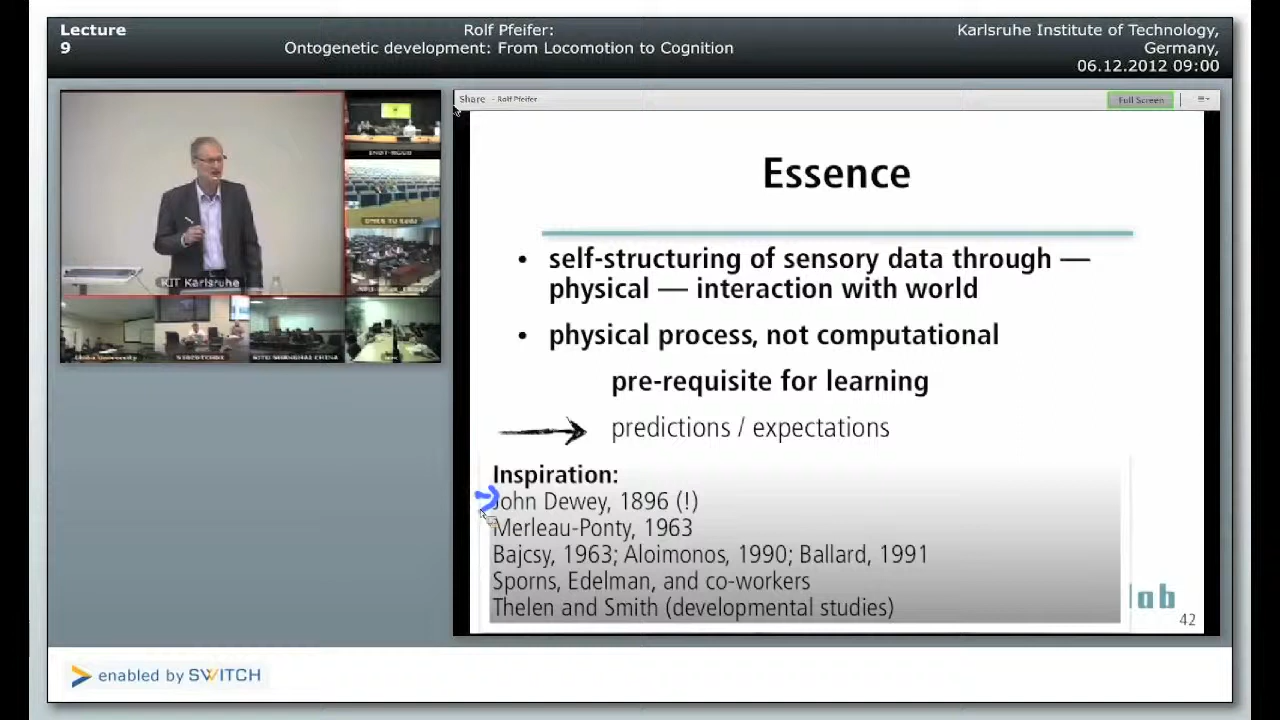 Lecture
9
Rolf Pfeifer:
Ontogenetic development: From Locomotion to Cognition
Karlsruhe Institute of Technology,
Germany,
06.12.2012 09:00
Share - Rolf Pfeifer
Full Screen
KIT Karlsruhe
SJTU SHANGHAI CHINA
Essence
• self-structuring of sensory data through —
physical — interaction with world
• physical process, not computational
pre-requisite for learning
predictions / expectations
Inspiration:
John Dewey, 1896 (!)
Merleau-Ponty, 1963
Bajcsy, 1963; Aloimonos, 1990; Ballard, 1991
Sporns, Edelman, and co-workers
Thelen and Smith (developmental studies)
lab
42
enabled by SWITCH